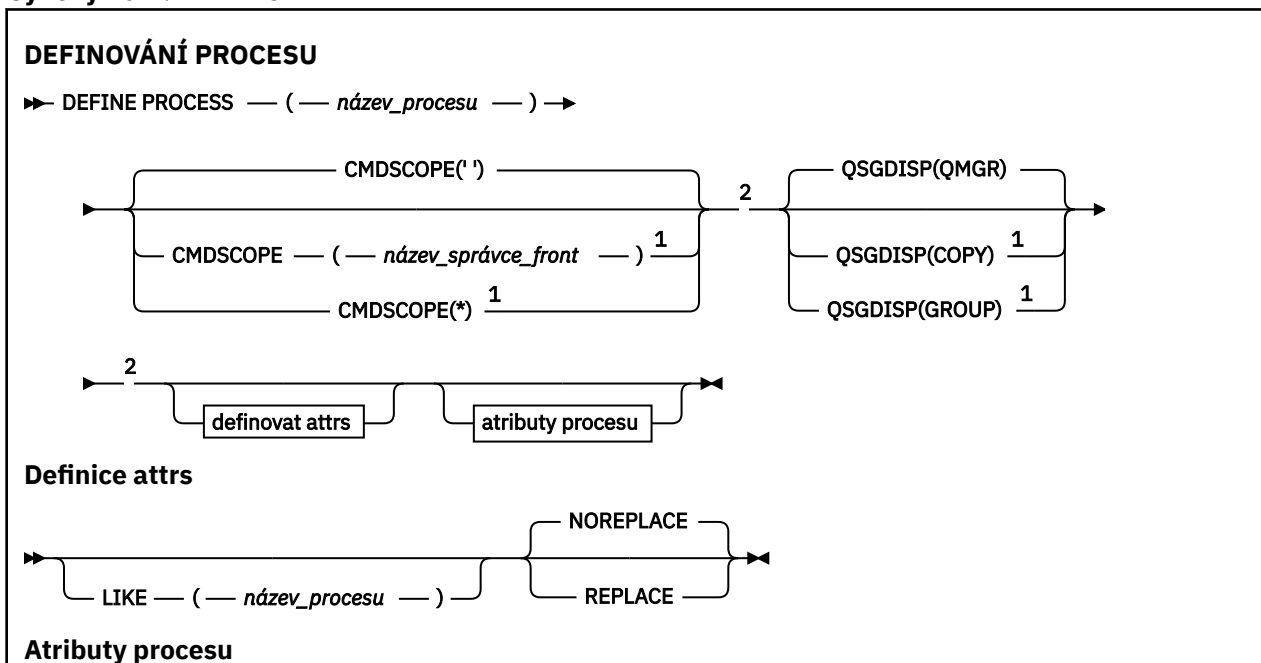 DEFINOVÁNÍ PROCESU
DEFINE PROCESS ( název_procesu )
CMDSCOPE(' ')
CMDSCOPE ( název_správce_front ) 1
CMDSCOPE(*) 1
2
QSGDISP(QMGR)
QSGDISP(COPY) 1
QSGDISP(GROUP) 1
2
definovat attrs
atributy procesu
Definice attrs
LIKE ( název_procesu )
NOREPLACE
REPLACE
Atributy procesu